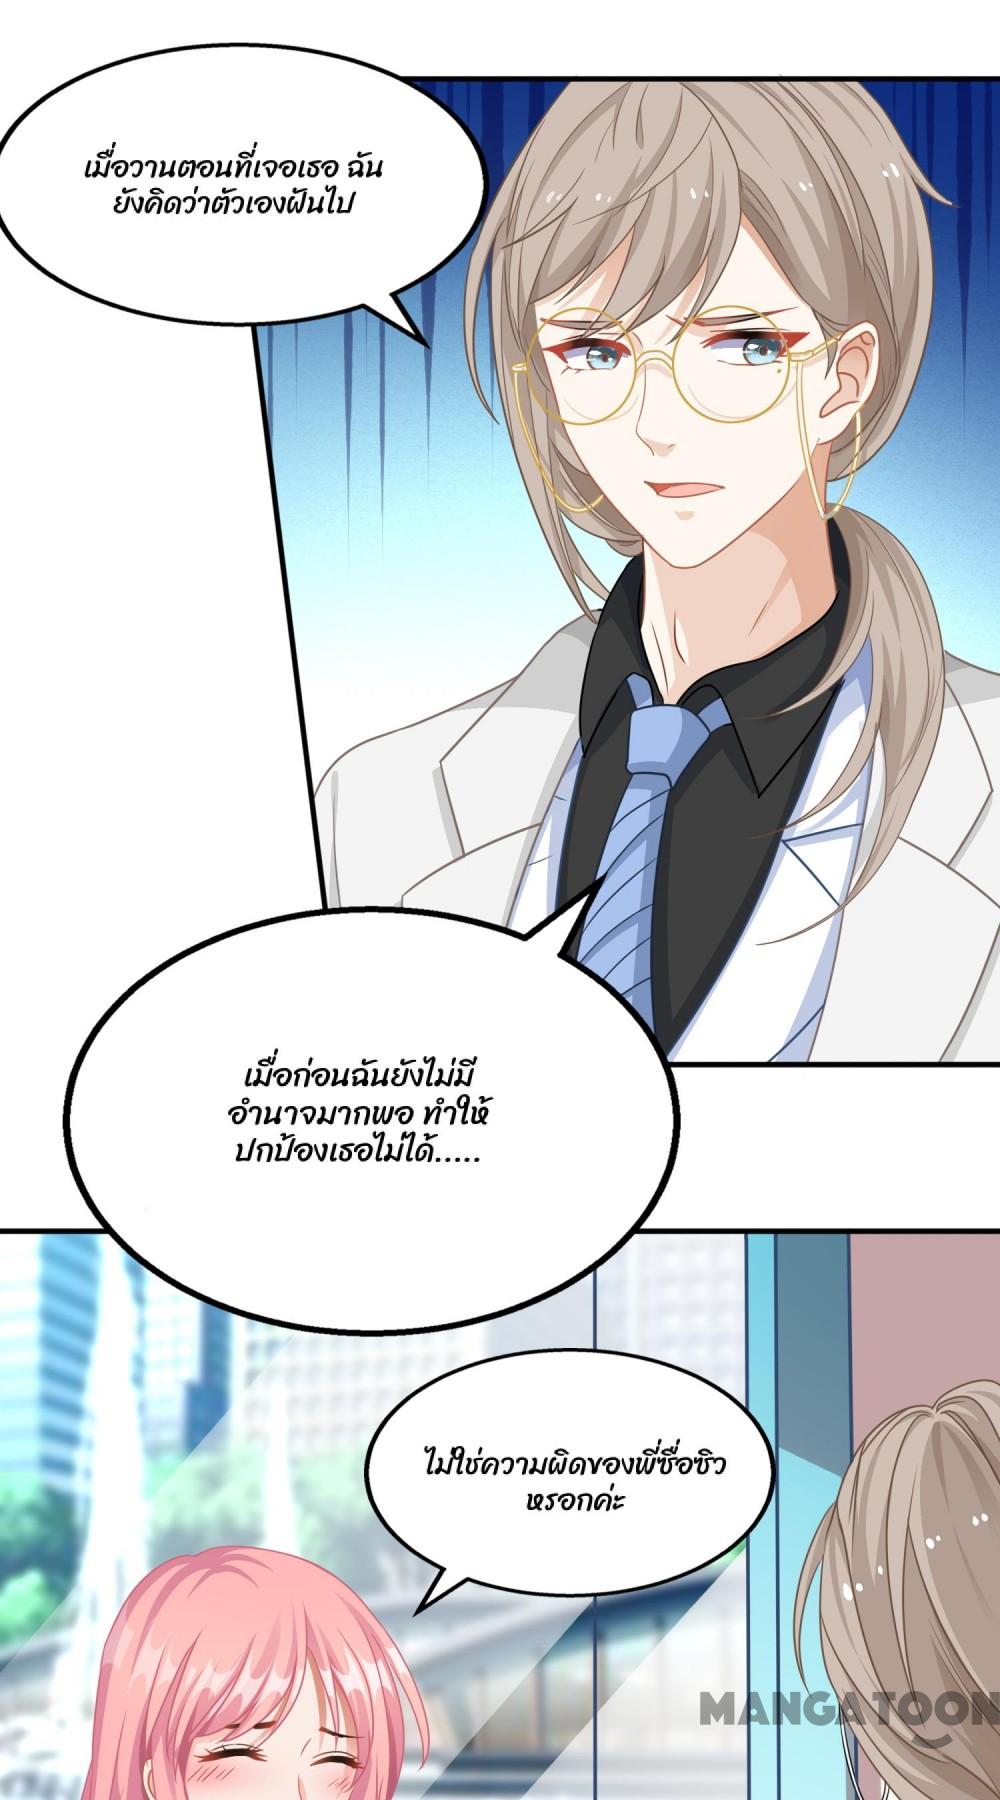 เมื่อวานตอนที่เจอเธอ ฉัน
ยังคิดว่าตัวเองฝันไป
เมื่อก่อนฉันยังไม่มี
อำนาจมากพอ ทำให้
ปกป้องเธอไม่ได้.....
ไม่ใช่ความผิดของพี่ซื่อซิว
หรอกค่ะ
MANGATOON